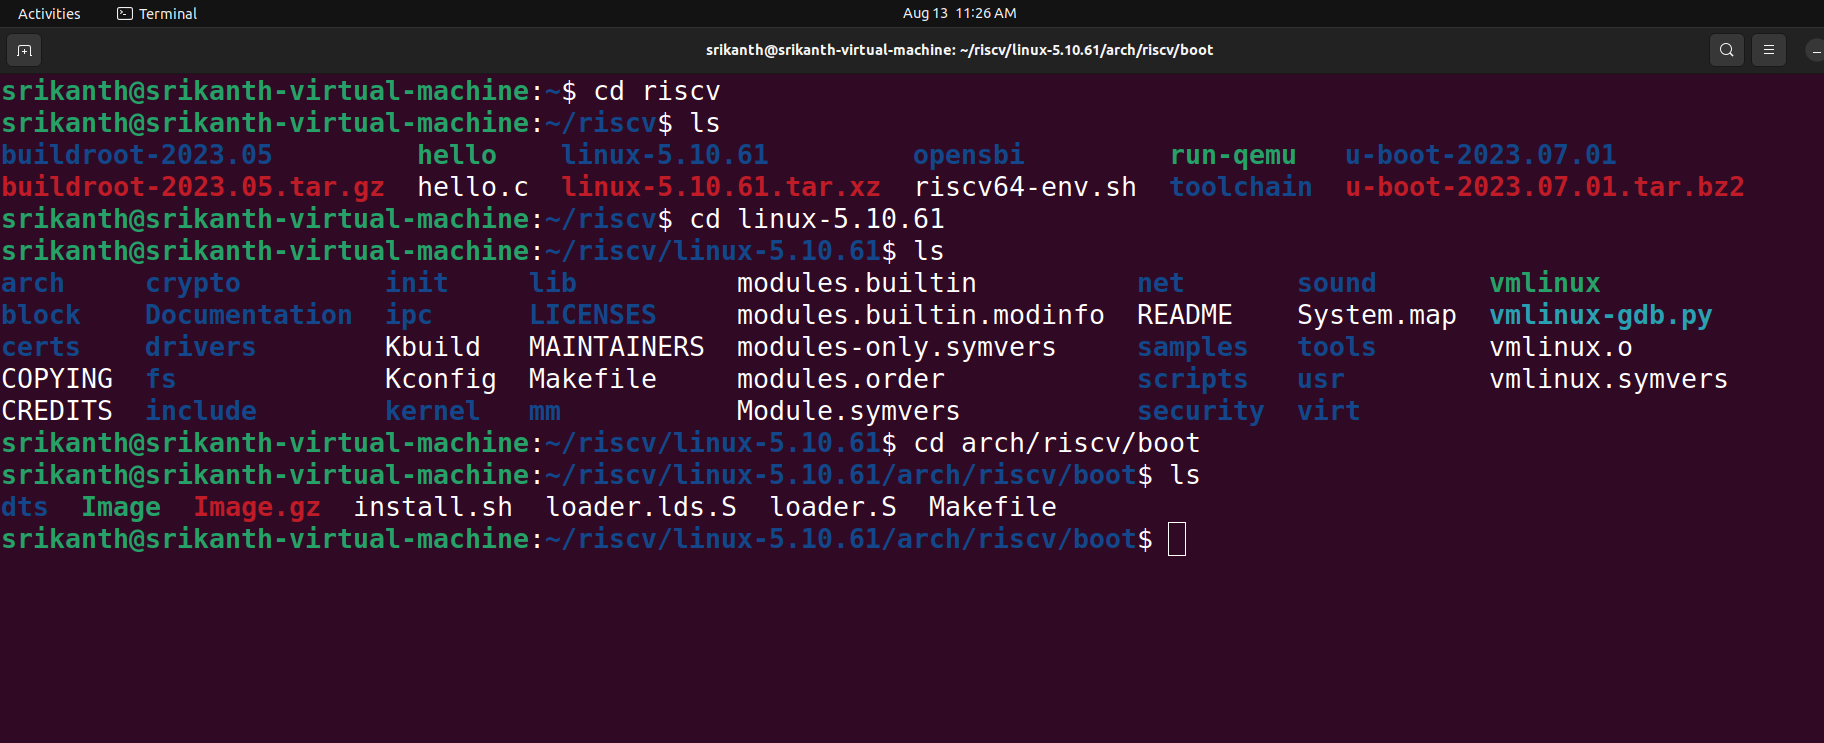 Activities Terminal Aug 13 11:26 AM
srikanth@srikanth-virtual-machine: ~/riscv/linux-5.10.61/arch/riscv/boot
srikanth@srikanth-virtual-machine:~$ cd riscv
srikanth@srikanth-virtual-machine:~/riscv$ ls
buildroot-2023.05 hello linux-5.10.61 opensbi run-qemu u-boot-2023.07.01
buildroot-2023.05.tar.gz hello.c linux-5.10.61.tar.xz riscv64-env.sh toolchain u-boot-2023.07.01.tar.bz2
srikanth@srikanth-virtual-machine:~/riscv$ cd linux-5.10.61
srikanth@srikanth-virtual-machine:~/riscv/linux-5.10.61$ ls
arch crypto init lib modules.builtin net sound vmlinux
block Documentation ipc LICENSES modules.builtin.modinfo README System.map vmlinux-gdb.py
certs drivers Kbuild MAINTAINERS modules-only.symvers samples tools vmlinux.o
COPYING fs Kconfig Makefile modules.order scripts usr vmlinux.symvers
CREDITS include kernel mm Module.symvers security virt
srikanth@srikanth-virtual-machine:~/riscv/linux-5.10.61$ cd arch/riscv/boot
srikanth@srikanth-virtual-machine:~/riscv/linux-5.10.61/arch/riscv/boot$ ls
dts Image Image.gz install.sh loader.lds.S loader.S Makefile
srikanth@srikanth-virtual-machine:~/riscv/linux-5.10.61/arch/riscv/boot$